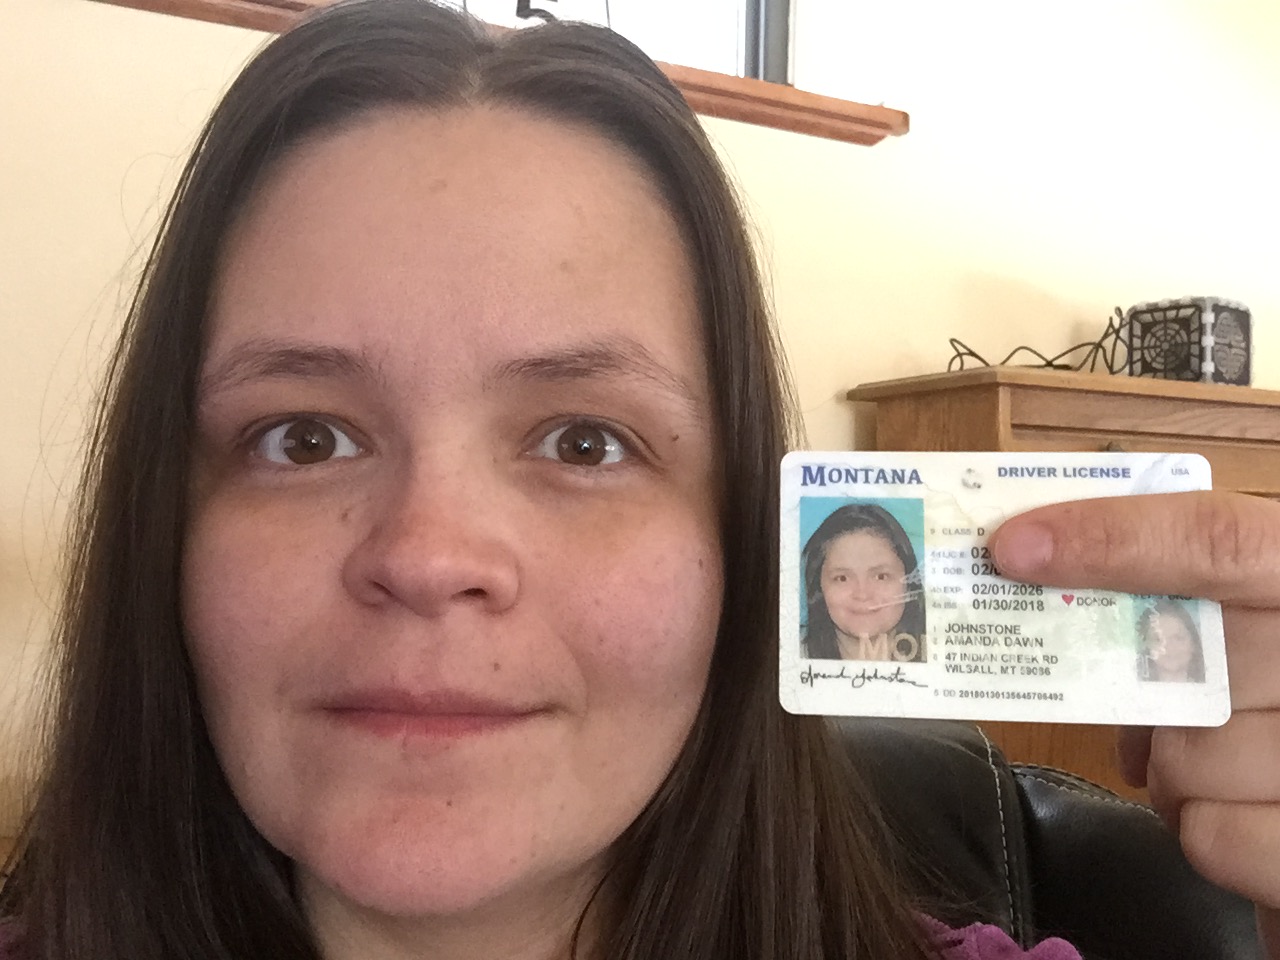 5
MONTANA DRIVER LICENSE USA
9 CLASS D
4d LIC #: 02
3 DOB: 02/
4b EXP: 02/01/2026
4a ISS 01/30/2018 ♥ DONOR
1 JOHNSTONE
2 AMANDA DAWN
8 47 INDIAN CREEK RD
WILSALL, MT 59086
Amanda Johnstone
5 DD 20180130135645706492